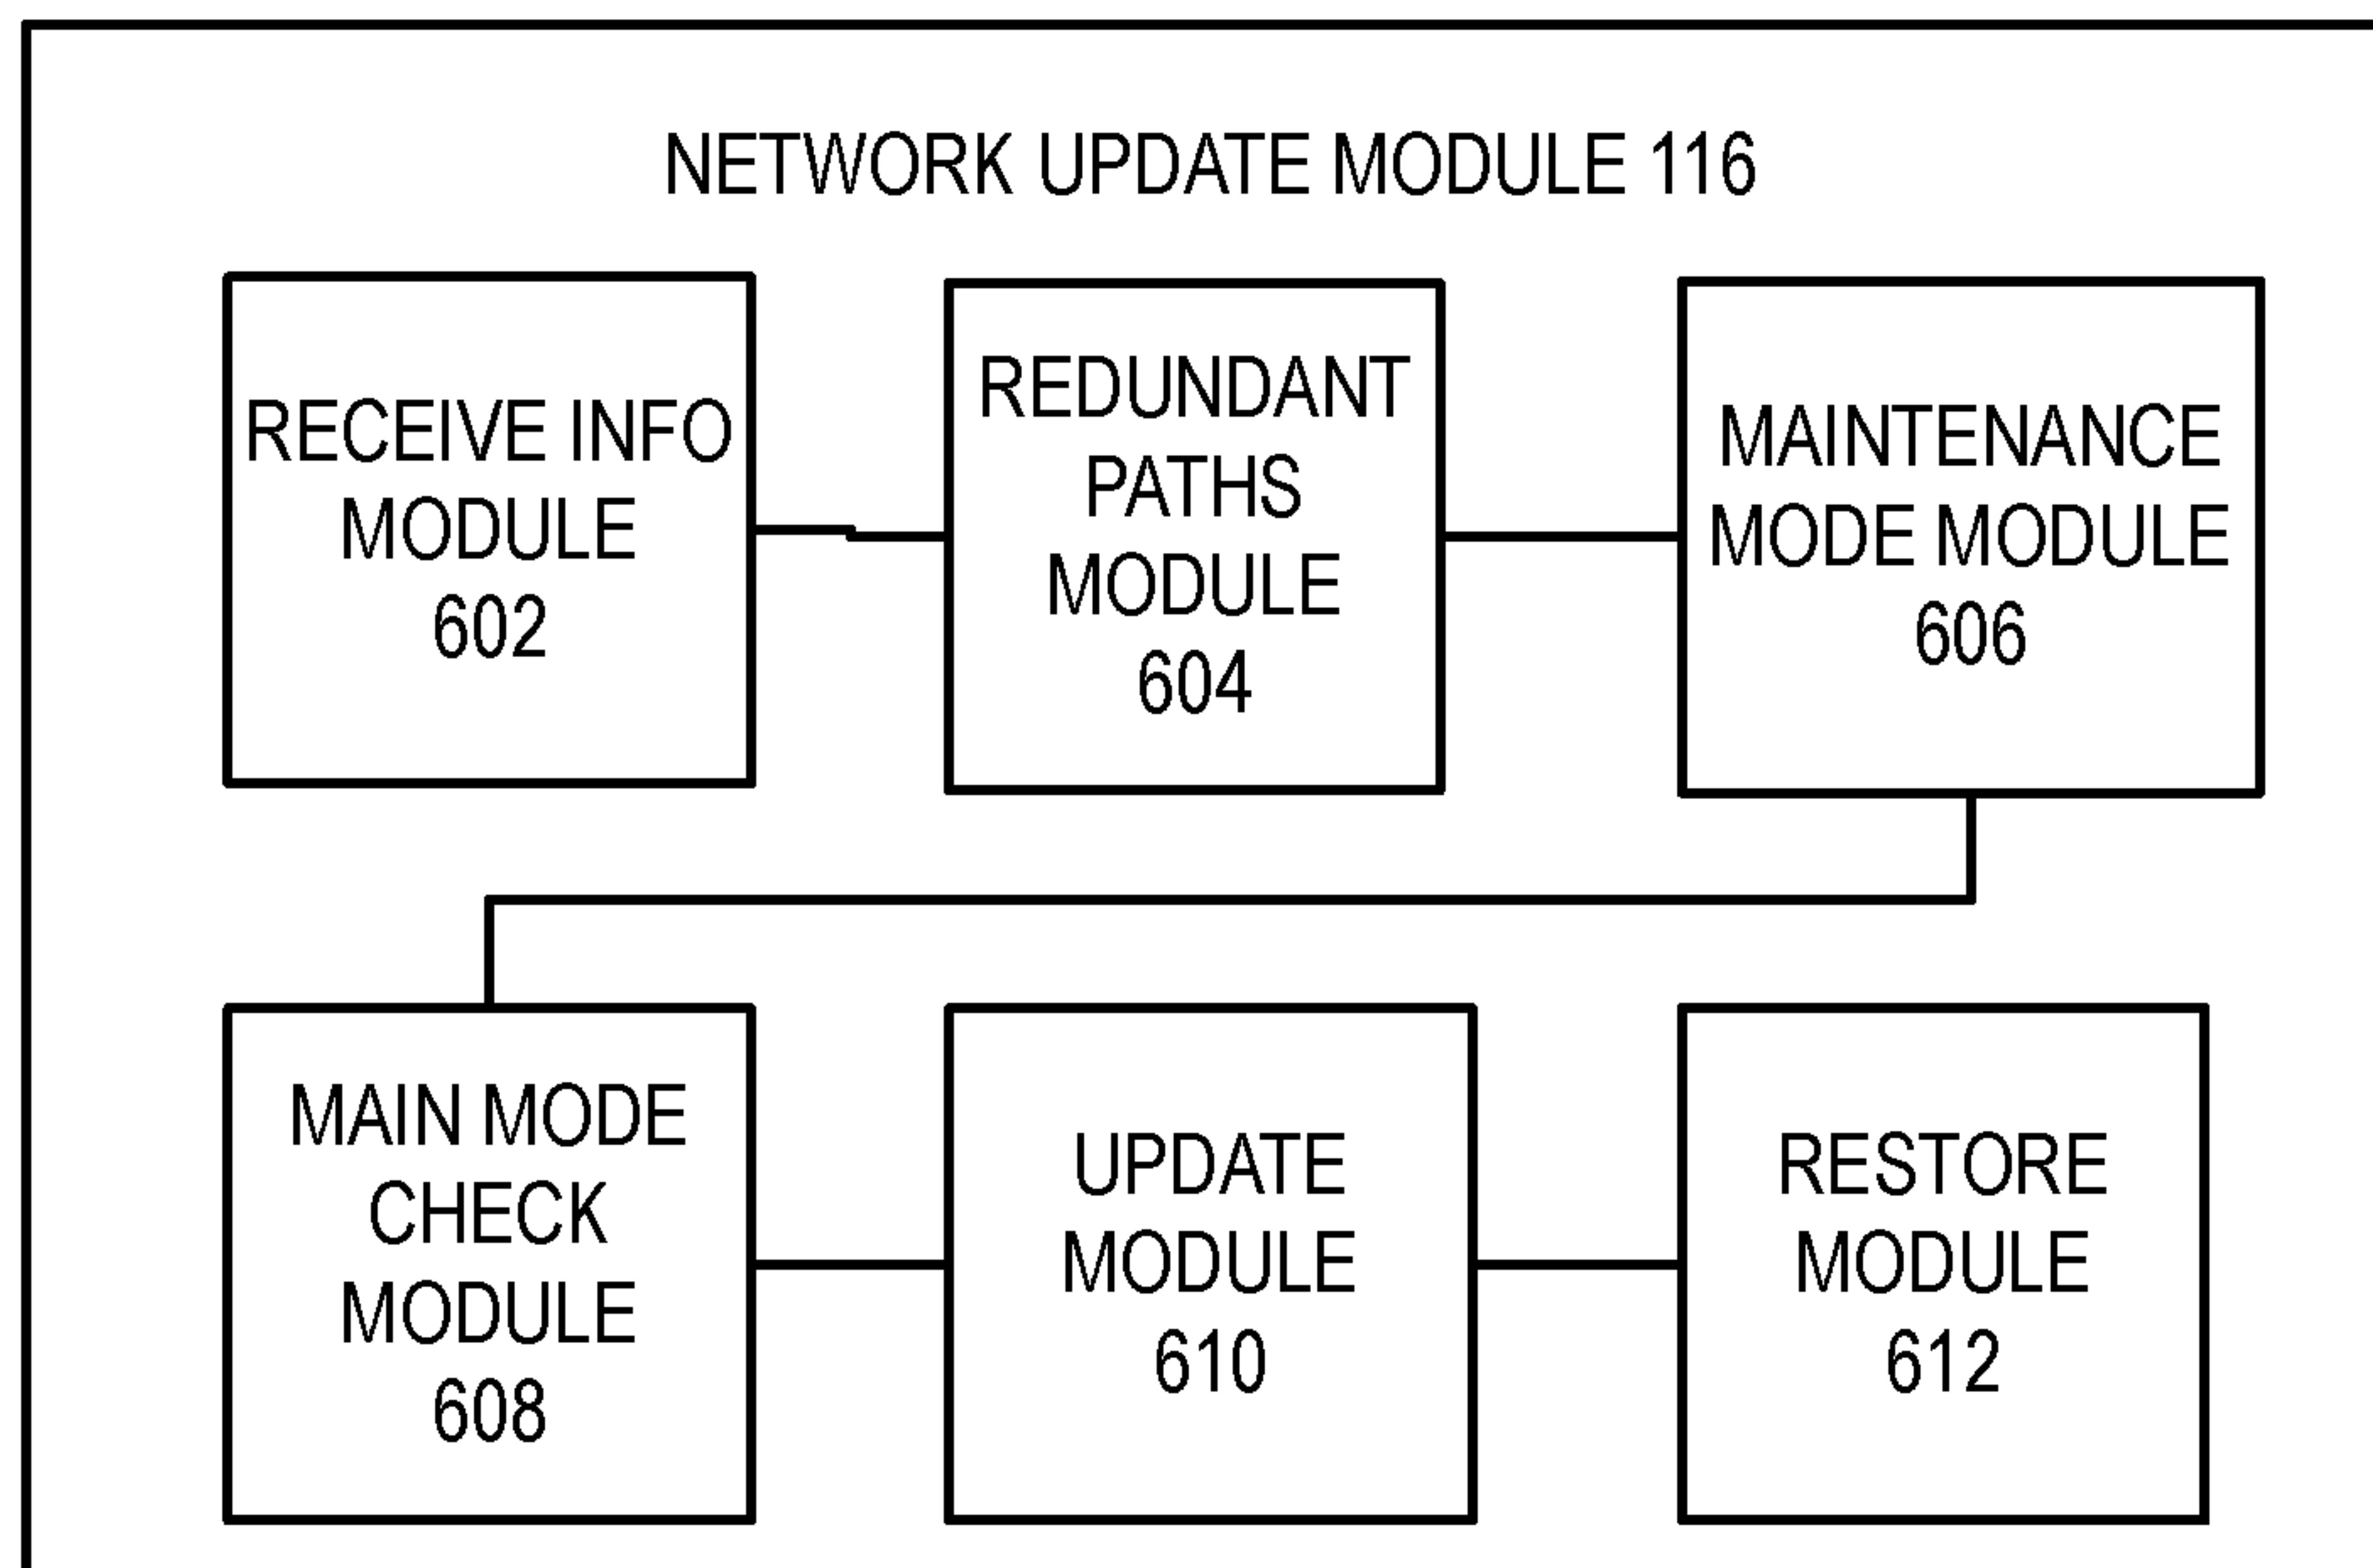 NETWORK UPDATE MODULE 116
RECEIVE INFO
MODULE
602
REDUNDANT
PATHS
MODULE
604
MAINTENANCE
MODE MODULE
606
MAIN MODE
CHECK
MODULE
608
UPDATE
MODULE
610
RESTORE
MODULE
612